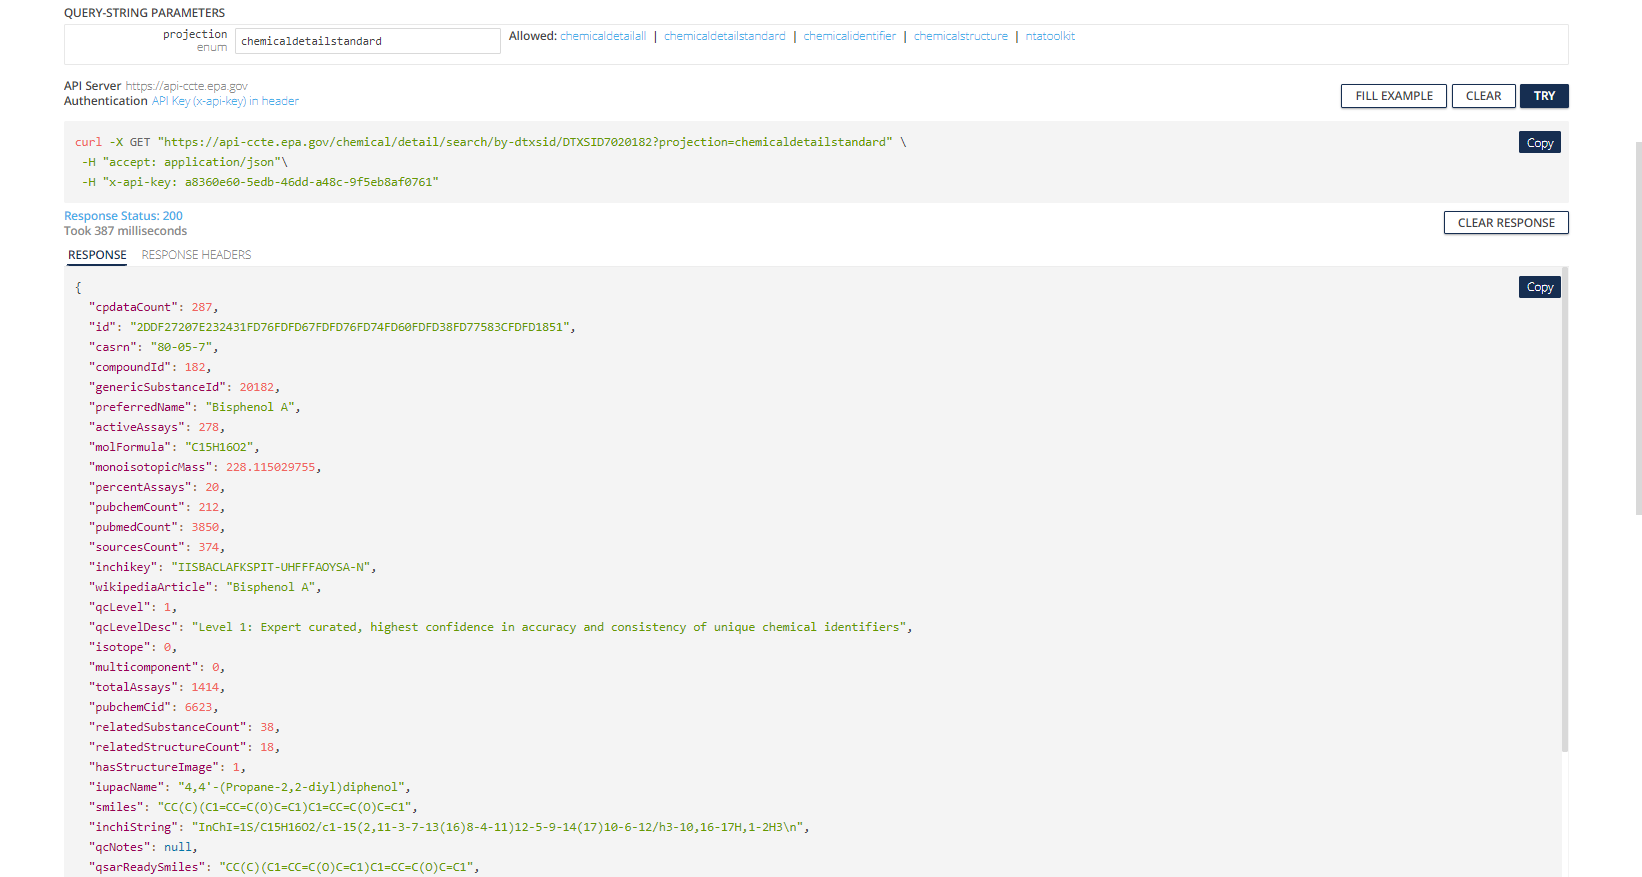 QUERY-STRING PARAMETERS
projection chemicaldetailstandard Allowed: chemicaldetailall | chemicaldetailstandard | chemicalidentifier | chemicalstructure | ntatoolkit
enum
API Server https://api-ccte.epa.gov
Authentication API Key (x-api-key) in header
FILL EXAMPLE CLEAR TRY
curl -X GET "https://api-ccte.epa.gov/chemical/detail/search/by-dtxsid/DTXSID7020182?projection=chemicaldetailstandard" \
Copy
-H "accept: application/json"\
-H "x-api-key: a8360e60-5edb-46dd-a48c-9f5eb8af0761"
Response Status: 200
Took 387 milliseconds
CLEAR RESPONSE
RESPONSE RESPONSE HEADERS
{
Copy
"cpdataCount": 287,
"id": "2DDF27207E232431FD76FDFD67FDFD76FD74FD60FDFD38FD77583CFDFD1851",
"casrn": "80-05-7",
"compoundId": 182,
"genericSubstanceId": 20182,
"preferredName": "Bisphenol A",
"activeAssays": 278,
"molFormula": "C15H16O2",
"monoisotopicMass": 228.115029755,
"percentAssays": 20,
"pubchemCount": 212,
"pubmedCount": 3850,
"sourcesCount": 374,
"inchikey": "IISBACLAFKSPIT-UHFFFAOYSA-N",
"wikipediaArticle": "Bisphenol A",
"qcLevel": 1,
"qcLevelDesc": "Level 1: Expert curated, highest confidence in accuracy and consistency of unique chemical identifiers",
"isotope": 0,
"multicomponent": 0,
"totalAssays": 1414,
"pubchemCid": 6623,
"relatedSubstanceCount": 38,
"relatedStructureCount": 18,
"hasStructureImage": 1,
"iupacName": "4,4'-(Propane-2,2-diyl)diphenol",
"smiles": "CC(C)(C1=CC=C(O)C=C1)C1=CC=C(O)C=C1",
"inchiString": "InChI=1S/C15H16O2/c1-15(2,11-3-7-13(16)8-4-11)12-5-9-14(17)10-6-12/h3-10,16-17H,1-2H3\n",
"qcNotes": null,
"qsarReadySmiles": "CC(C)(C1=CC=C(O)C=C1)C1=CC=C(O)C=C1",